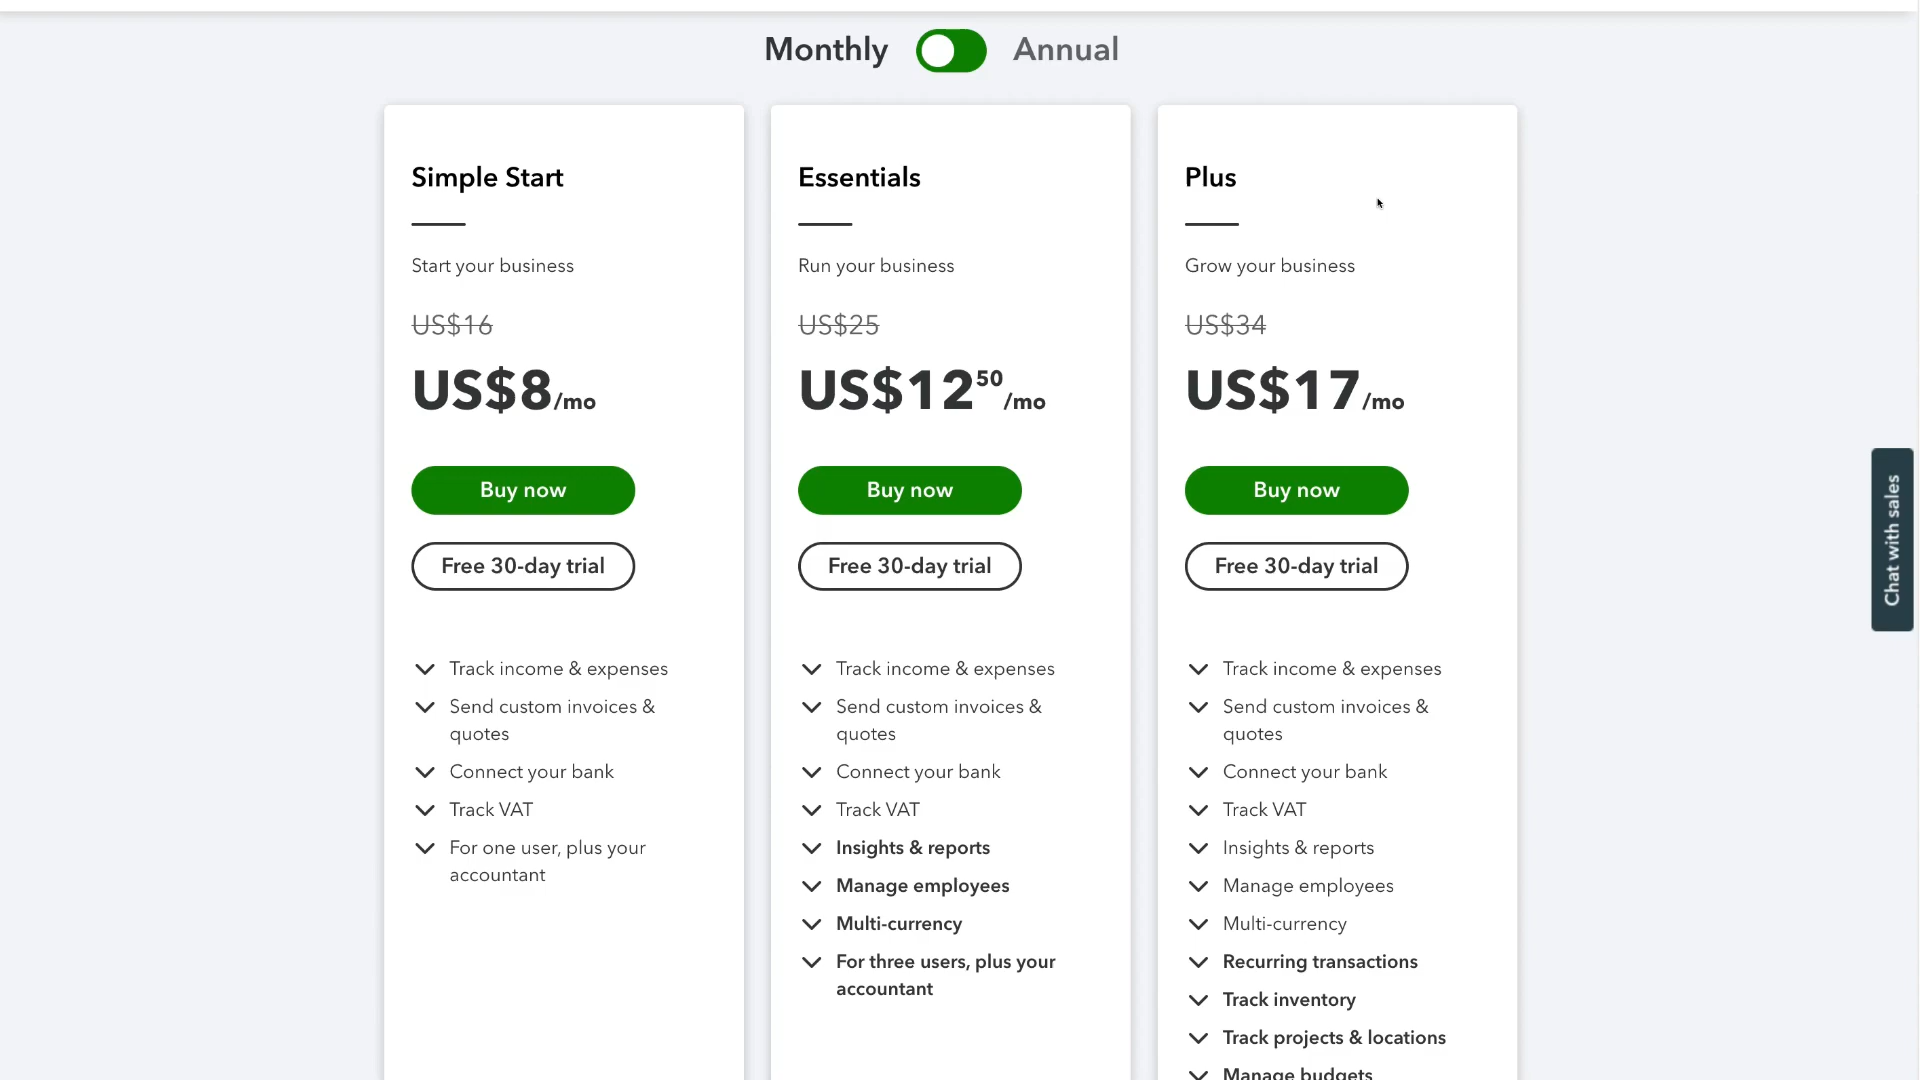 Monthly Annual
Simple Start
Start your business
US$16
US$8/mo
Buy now
Free 30-day trial
Track income & expenses
Send custom invoices &
quotes
Connect your bank
Track VAT
For one user, plus your
accountant
Essentials
Run your business
US$25
US$12 50/mo
Buy now
Free 30-day trial
Track income & expenses
Send custom invoices &
quotes
Connect your bank
Track VAT
Insights & reports
Manage employees
Multi-currency
For three users, plus your
accountant
Plus
Grow your business
US$34
US$17/mo
Buy now
Free 30-day trial
Track income & expenses
Send custom invoices &
quotes
Connect your bank
Track VAT
Insights & reports
Manage employees
Multi-currency
Recurring transactions
Track inventory
Track projects & locations
Manage budgets
Chat with sales